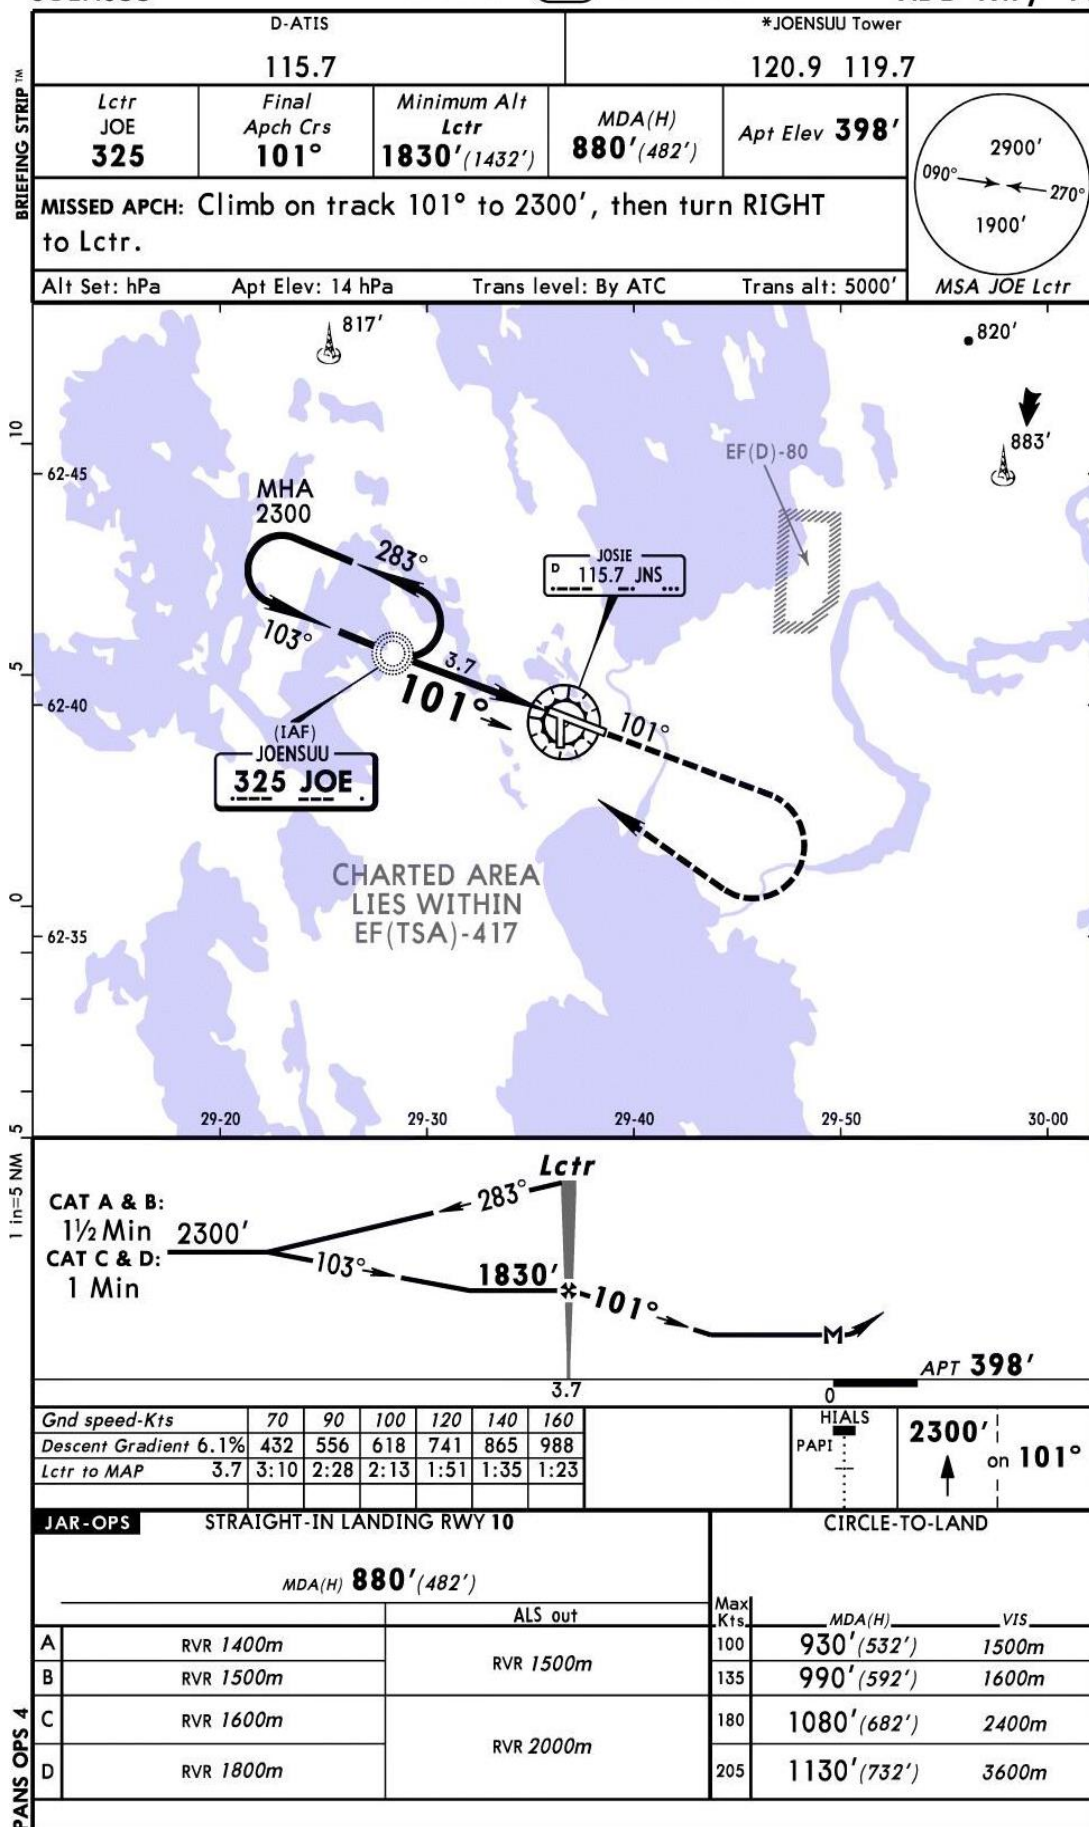 D-ATIS
115.7
*JOENSUU Tower
120.9 119.7
BRIEFING STRIP™
Lctr
JOE
325
Final
Apch Crs
101°
Minimum Alt
Lctr
1830'(1432')
MDA(H)
880'(482')
Apt Elev 398'
2900'
090°
270°
1900'
MSA JOE Lctr
MISSED APCH: Climb on track 101° to 2300', then turn RIGHT
to Lctr.
Alt Set: hPa Apt Elev: 14 hPa Trans level: By ATC Trans alt: 5000'
817'
820'
883'
10
62-45
EF(D)-80
MHA
2300
283°
JOSIE
D 115.7 JNS
103°
3.7
5
101°
101°
62-40
(IAF)
JOENSUU
325 JOE
CHARTED AREA
LIES WITHIN
EF(TSA)-417
0
62-35
5
29-20 29-30 29-40 29-50 30-00
1 in=5 NM
Lctr
CAT A & B:
1½ Min
CAT C & D:
1 Min
2300'
283°
103°
1830'
101°
M
APT 398'
3.7
0
Gnd speed-Kts 70 90 100 120 140 160
Descent Gradient 6.1% 432 556 618 741 865 988
Lctr to MAP 3.7 3:10 2:28 2:13 1:51 1:35 1:23
HIALS
PAPI
2300'
on 101°
JAR-OPS
STRAIGHT-IN LANDING RWY 10
CIRCLE-TO-LAND
MDA(H) 880'(482')
ALS out
Max
Kts
MDA(H) VIS
A RVR 1400m RVR 1500m 100 930'(532') 1500m
B RVR 1500m 135 990'(592') 1600m
C RVR 1600m RVR 2000m 180 1080'(682') 2400m
D RVR 1800m 205 1130'(732') 3600m
PANS OPS 4